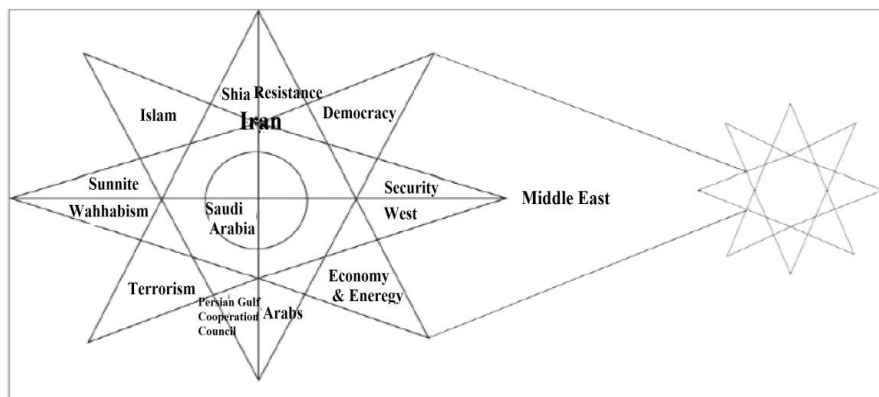 Shia Resistance
Iran
Islam
Democracy
Sunnite
Wahhabism
Saudi
Arabia
Security
West
Middle East
Terrorism
Persian Gulf
Cooperation
Council
Arabs
Economy
& Eneregy